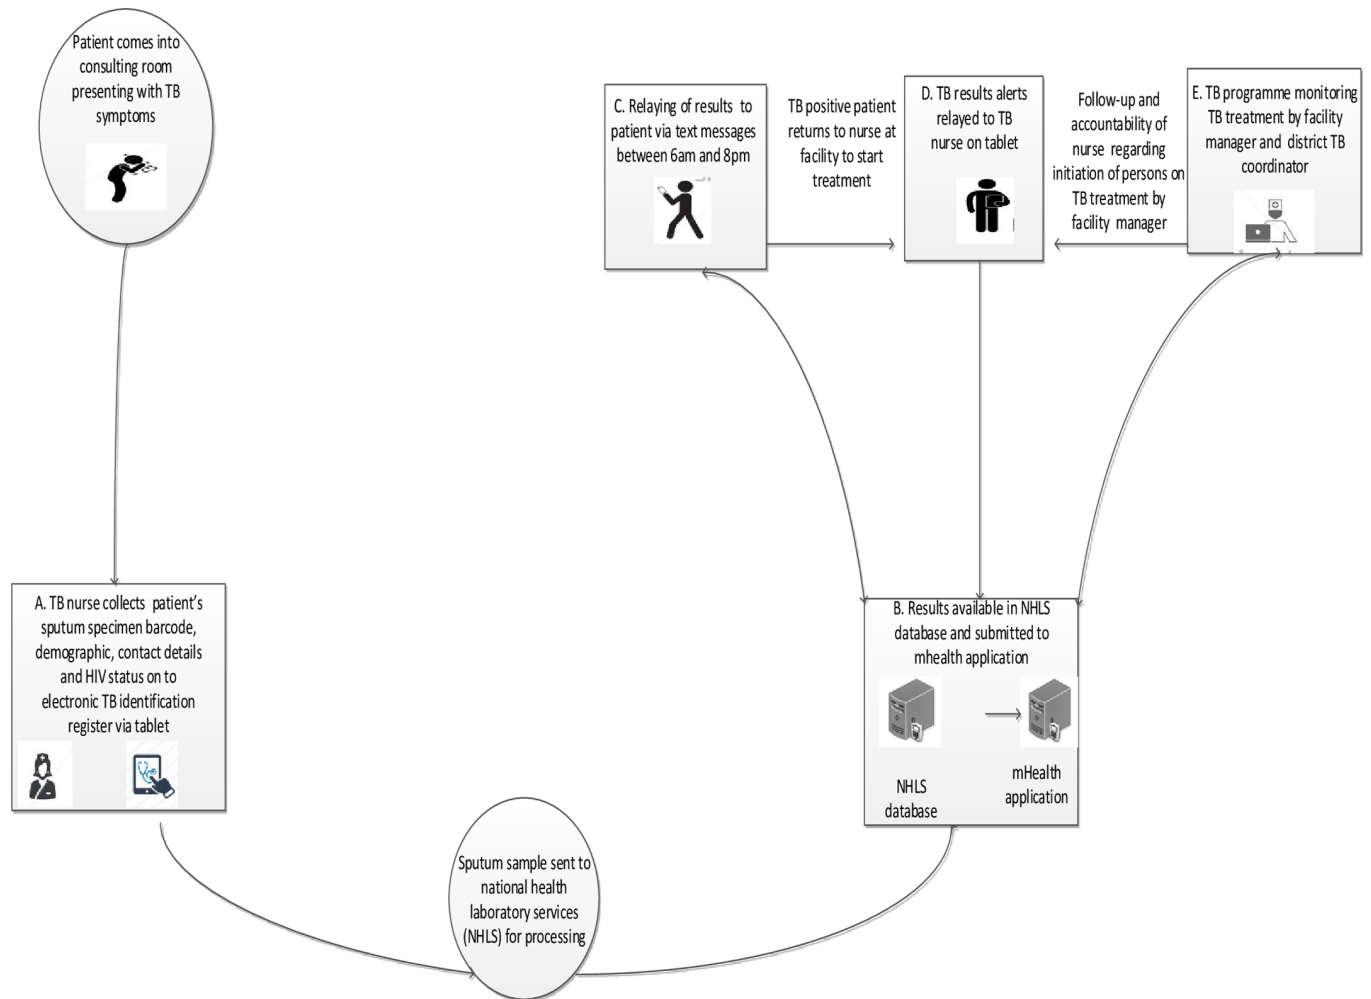 Patient comes into
consulting room
presenting with TB
symptoms
A. TB nurse collects patient's
sputum specimen barcode,
demographic, contact details
and HIV status on to
electronic TB identification
register via tablet
Sputum sample sent to
national health
laboratory services
(NHLS) for processing
B. Results available in NHLS
database and submitted to
mhealth application
NHLS
database
mHealth
application
C. Relaying of results to
patient via text messages
between 6am and 8pm
TB positive patient
returns to nurse at
facility to start
treatment
D. TB results alerts
relayed to TB
nurse on tablet
Follow-up and
accountability of
nurse regarding
initiation of persons on
TB treatment by
facility manager
E. TB programme monitoring
TB treatment by facility
manager and district TB
coordinator